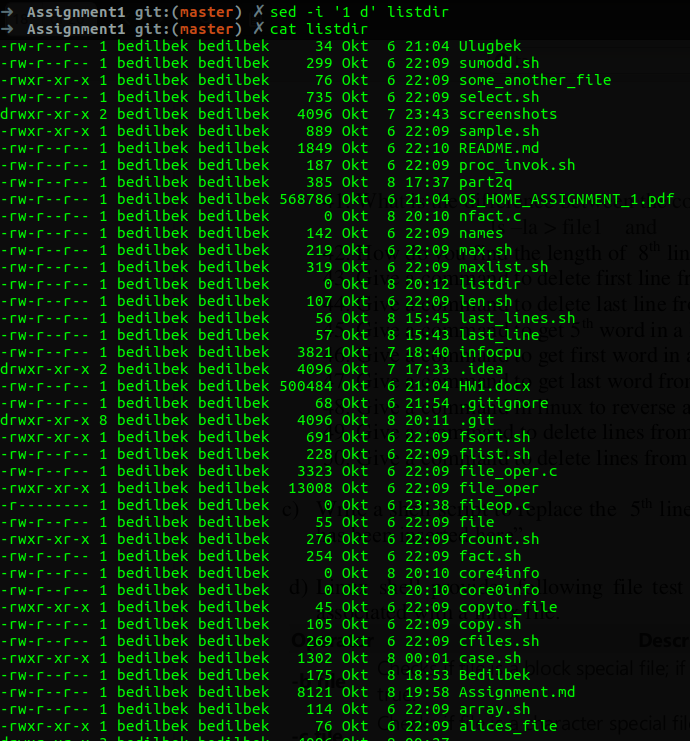 → Assignment1 git:(master) ✗ sed -i '1 d' listdir
→ Assignment1 git:(master) ✗ cat listdir
-rw-r--r-- 1 bedilbek bedilbek     34 Okt  6 21:04 Ulugbek
-rw-r--r-- 1 bedilbek bedilbek    299 Okt  6 22:09 sumodd.sh
-rwxr-xr-x 1 bedilbek bedilbek     76 Okt  6 22:09 some_another_file
-rw-r--r-- 1 bedilbek bedilbek    735 Okt  6 22:09 select.sh
drwxr-xr-x 2 bedilbek bedilbek   4096 Okt  7 23:43 screenshots
-rwxr-xr-x 1 bedilbek bedilbek    889 Okt  6 22:09 sample.sh
-rw-r--r-- 1 bedilbek bedilbek   1849 Okt  6 22:10 README.md
-rw-r--r-- 1 bedilbek bedilbek    187 Okt  6 22:09 proc_invok.sh
-rw-r--r-- 1 bedilbek bedilbek    385 Okt  8 17:37 part2q
-rw-r--r-- 1 bedilbek bedilbek 568786 Okt  6 21:04 OS_HOME_ASSIGNMENT_1.pdf
-rw-r--r-- 1 bedilbek bedilbek      0 Okt  8 20:10 nfact.c
-rw-r--r-- 1 bedilbek bedilbek    142 Okt  6 22:09 names
-rw-r--r-- 1 bedilbek bedilbek    219 Okt  6 22:09 max.sh
-rw-r--r-- 1 bedilbek bedilbek    319 Okt  6 22:09 maxlist.sh
-rw-r--r-- 1 bedilbek bedilbek      0 Okt  8 20:12 listdir
-rw-r--r-- 1 bedilbek bedilbek    107 Okt  6 22:09 len.sh
-rw-r--r-- 1 bedilbek bedilbek     56 Okt  8 15:45 last_lines.sh
-rw-r--r-- 1 bedilbek bedilbek     57 Okt  8 15:43 last_line
-rw-r--r-- 1 bedilbek bedilbek   3821 Okt  7 18:40 infocpu
drwxr-xr-x 2 bedilbek bedilbek   4096 Okt  7 17:33 .idea
-rw-r--r-- 1 bedilbek bedilbek 500484 Okt  6 21:04 HW1.docx
-rw-r--r-- 1 bedilbek bedilbek     68 Okt  6 21:54 .gitignore
drwxr-xr-x 8 bedilbek bedilbek   4096 Okt  8 20:11 .git
-rwxr-xr-x 1 bedilbek bedilbek    691 Okt  6 22:09 fsort.sh
-rw-r--r-- 1 bedilbek bedilbek    228 Okt  6 22:09 flist.sh
-rw-r--r-- 1 bedilbek bedilbek   3323 Okt  6 22:09 file_oper.c
-rwxr-xr-x 1 bedilbek bedilbek  13008 Okt  6 22:09 file_oper
-r-------- 1 bedilbek bedilbek      0 Okt  6 23:38 fileop.c
-rw-r--r-- 1 bedilbek bedilbek     55 Okt  6 22:09 file
-rwxr-xr-x 1 bedilbek bedilbek    276 Okt  6 22:09 fcount.sh
-rw-r--r-- 1 bedilbek bedilbek    254 Okt  6 22:09 fact.sh
-rw-r--r-- 1 bedilbek bedilbek      0 Okt  8 20:10 core4info
-rw-r--r-- 1 bedilbek bedilbek      0 Okt  8 20:10 core0info
-rwxr-xr-x 1 bedilbek bedilbek     45 Okt  6 22:09 copyto_file
-rw-r--r-- 1 bedilbek bedilbek    105 Okt  6 22:09 copy.sh
-rw-r--r-- 1 bedilbek bedilbek    269 Okt  6 22:09 cfiles.sh
-rwxr-xr-x 1 bedilbek bedilbek   1302 Okt  8 00:01 case.sh
-rw-r--r-- 1 bedilbek bedilbek    175 Okt  8 18:53 Bedilbek
-rw-r--r-- 1 bedilbek bedilbek   8121 Okt  8 19:58 Assignment.md
-rw-r--r-- 1 bedilbek bedilbek    114 Okt  6 22:09 array.sh
-rwxr-xr-x 1 bedilbek bedilbek     76 Okt  6 22:09 alices_file